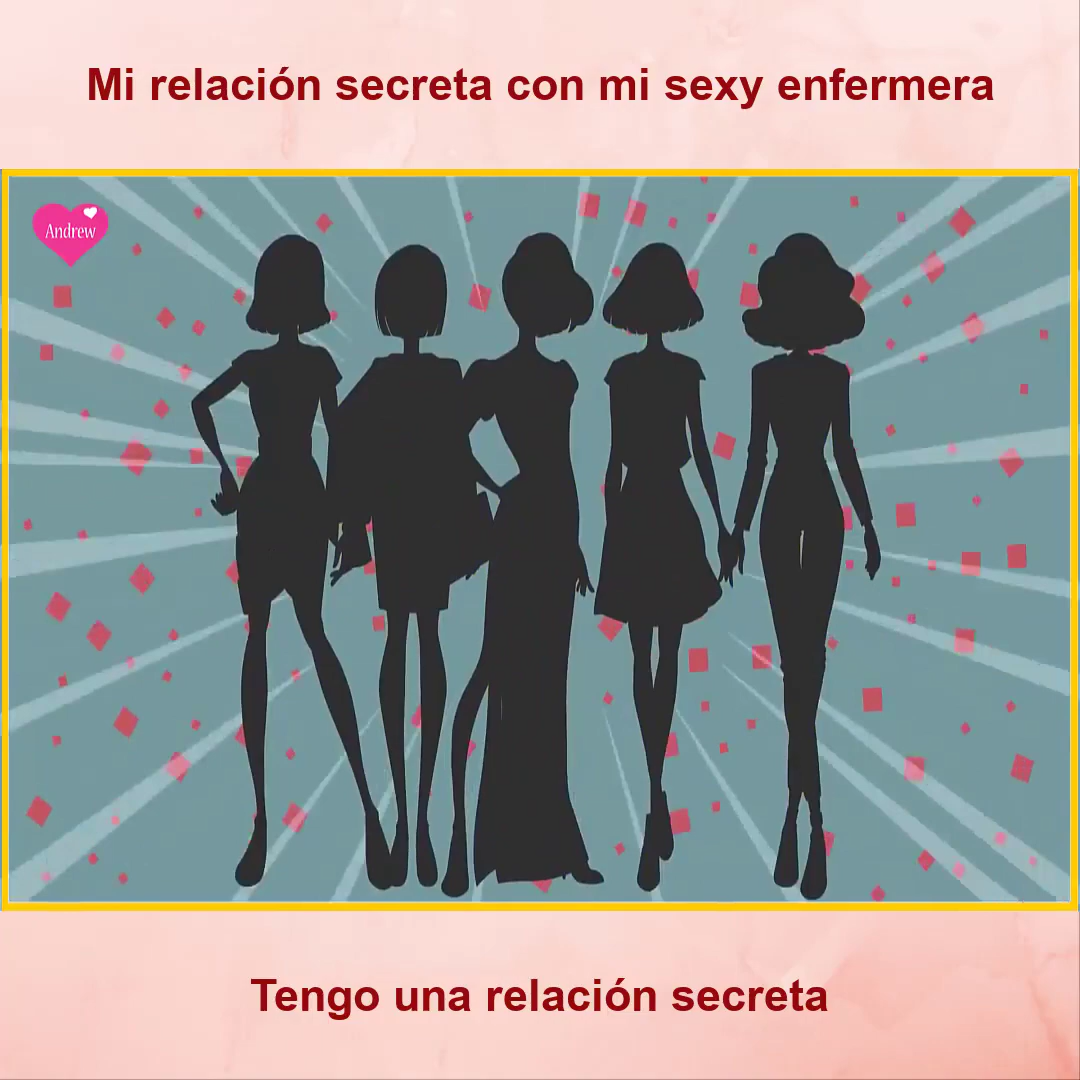 Mi relación secreta con mi sexy enfermera
Andrew
Tengo una relación secreta